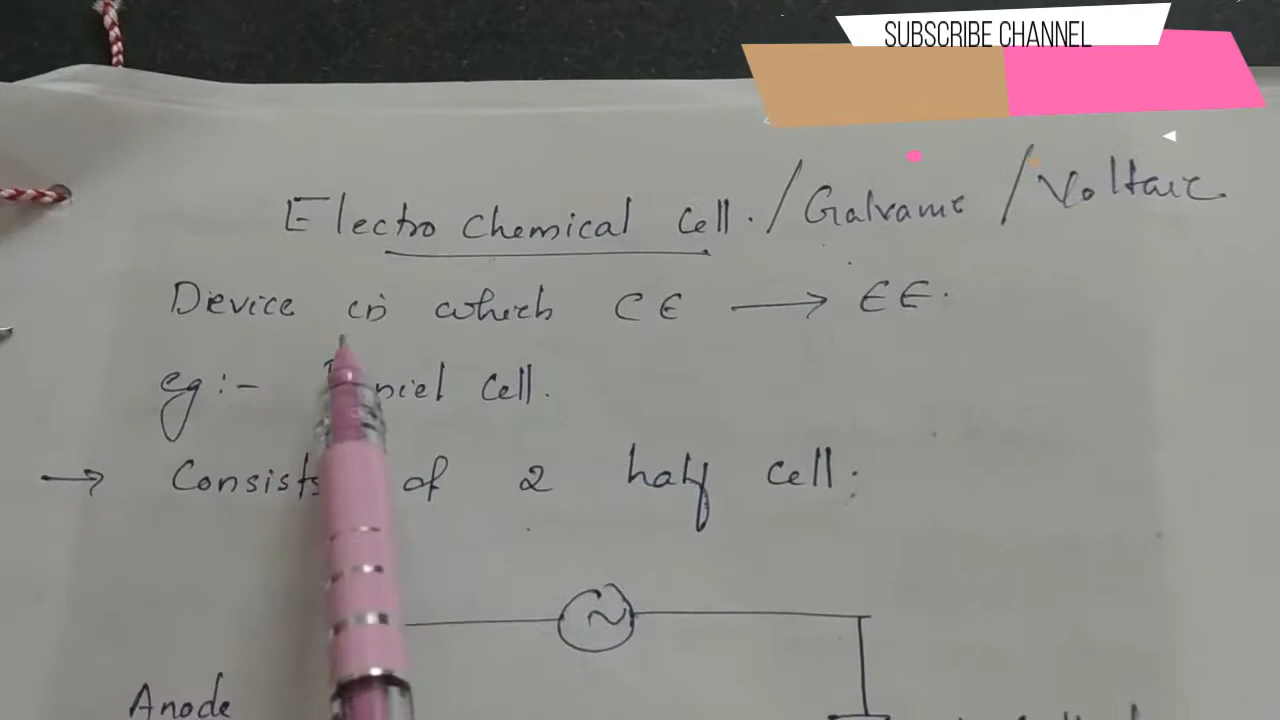 SUBSCRIBE CHANNEL
Electro Chemical Cell. / Galvanic / Voltaic
Device in which CE → EE.
eg:- niel Cell.
→ Consists of 2 half cell:
Anode